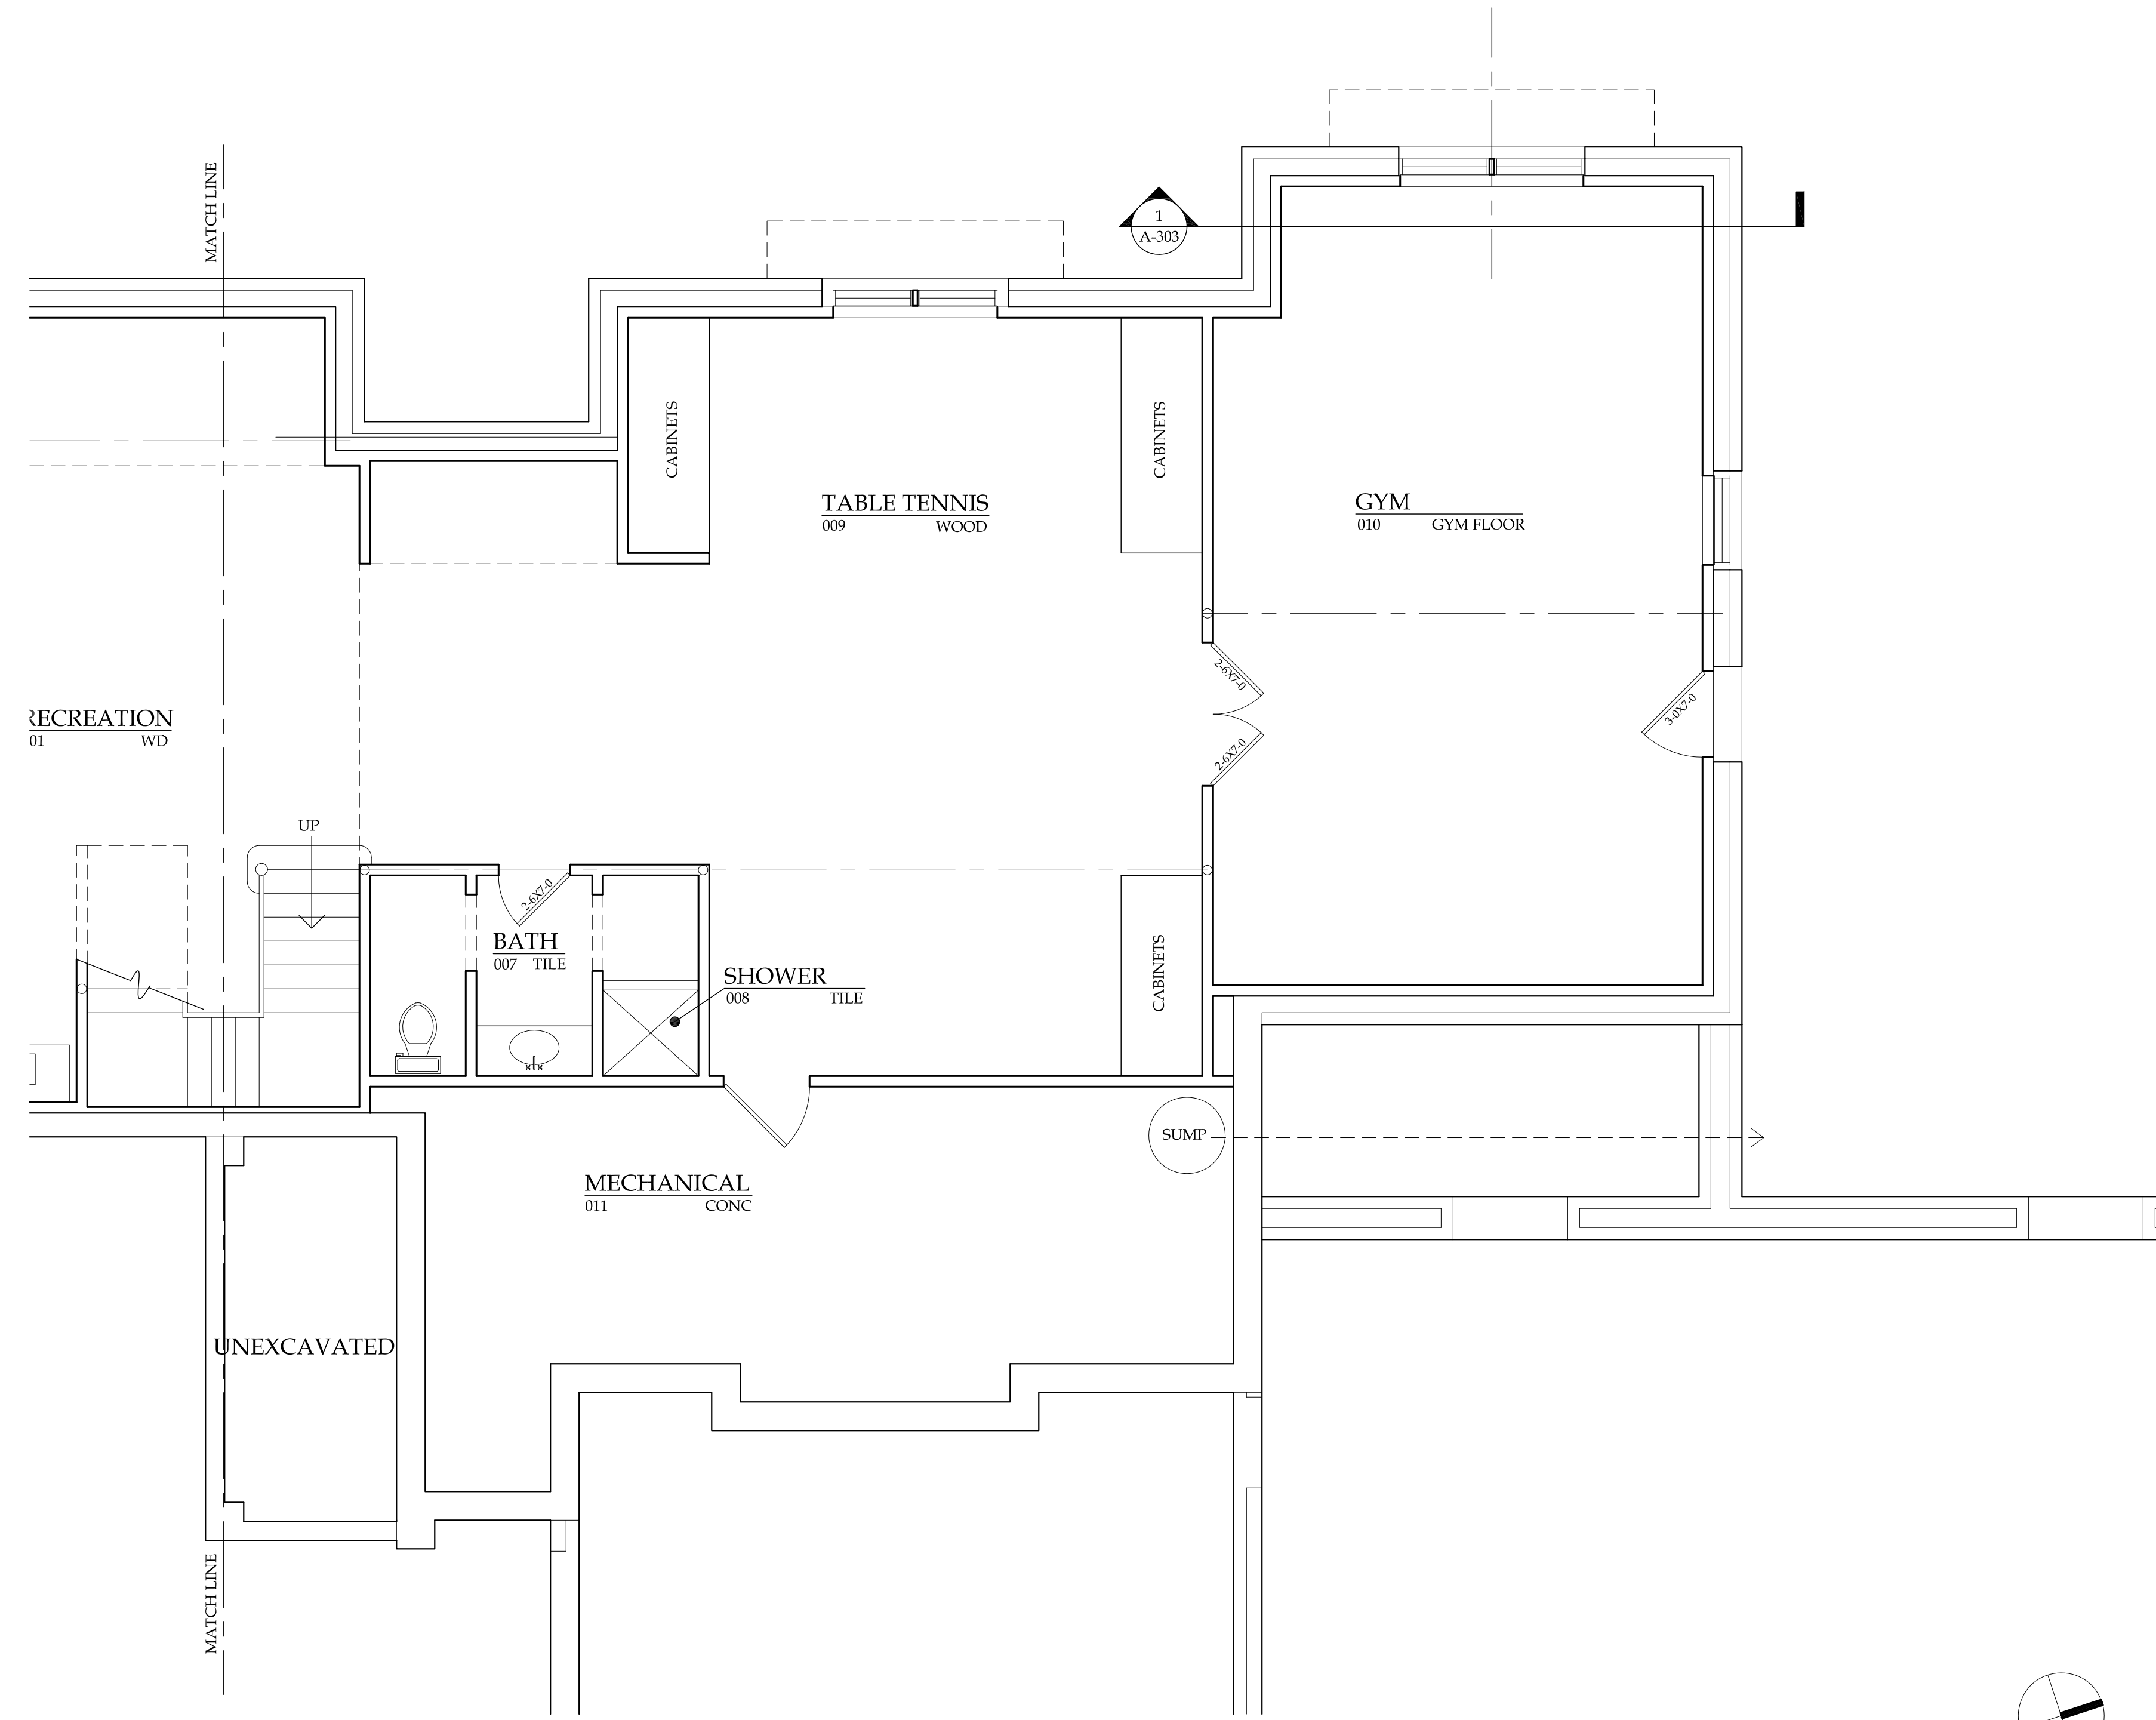 MATCH LINE
1
A-303
CABINETS
CABINETS
TABLE TENNIS
009 WOOD
GYM
010 GYM FLOOR
2-6X7-0
2-6X7-0
3-0X7-0
RECREATION
01 WD
UP
2-6X7-0
BATH
007 TILE
SHOWER
008 TILE
CABINETS
SUMP
MECHANICAL
011 CONC
UNEXCAVATED
MATCH LINE